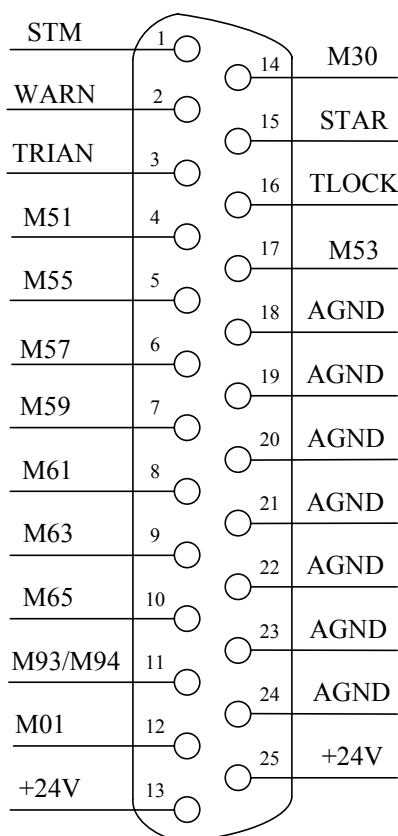 STM 1
14 M30
WARN 2
15 STAR
TRIAN 3
16 TLOCK
M51 4
17 M53
M55 5
18 AGND
M57 6
19 AGND
M59 7
20 AGND
M61 8
21 AGND
M63 9
22 AGND
M65 10
23 AGND
M93/M94 11
24 AGND
M01 12
25 +24V
+24V 13